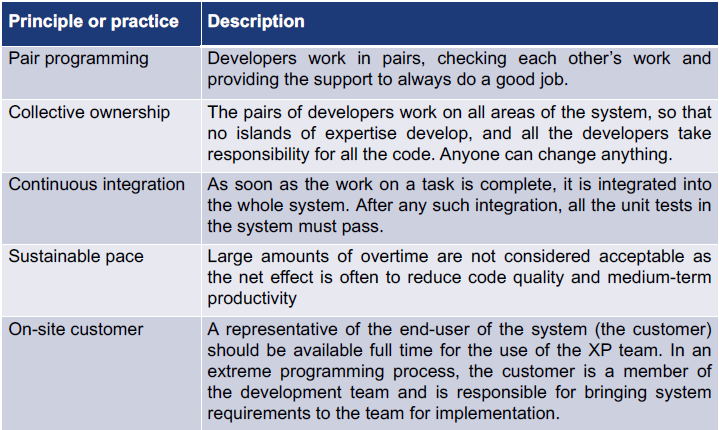 Principle or practice Description
Pair programming Developers work in pairs, checking each other’s work and
providing the support to always do a good job.
Collective ownership The pairs of developers work on all areas of the system, so that
no islands of expertise develop, and all the developers take
responsibility for all the code. Anyone can change anything.
Continuous integration As soon as the work on a task is complete, it is integrated into
the whole system. After any such integration, all the unit tests in
the system must pass.
Sustainable pace Large amounts of overtime are not considered acceptable as
the net effect is often to reduce code quality and medium-term
productivity
On-site customer A representative of the end-user of the system (the customer)
should be available full time for the use of the XP team. In an
extreme programming process, the customer is a member of
the development team and is responsible for bringing system
requirements to the team for implementation.